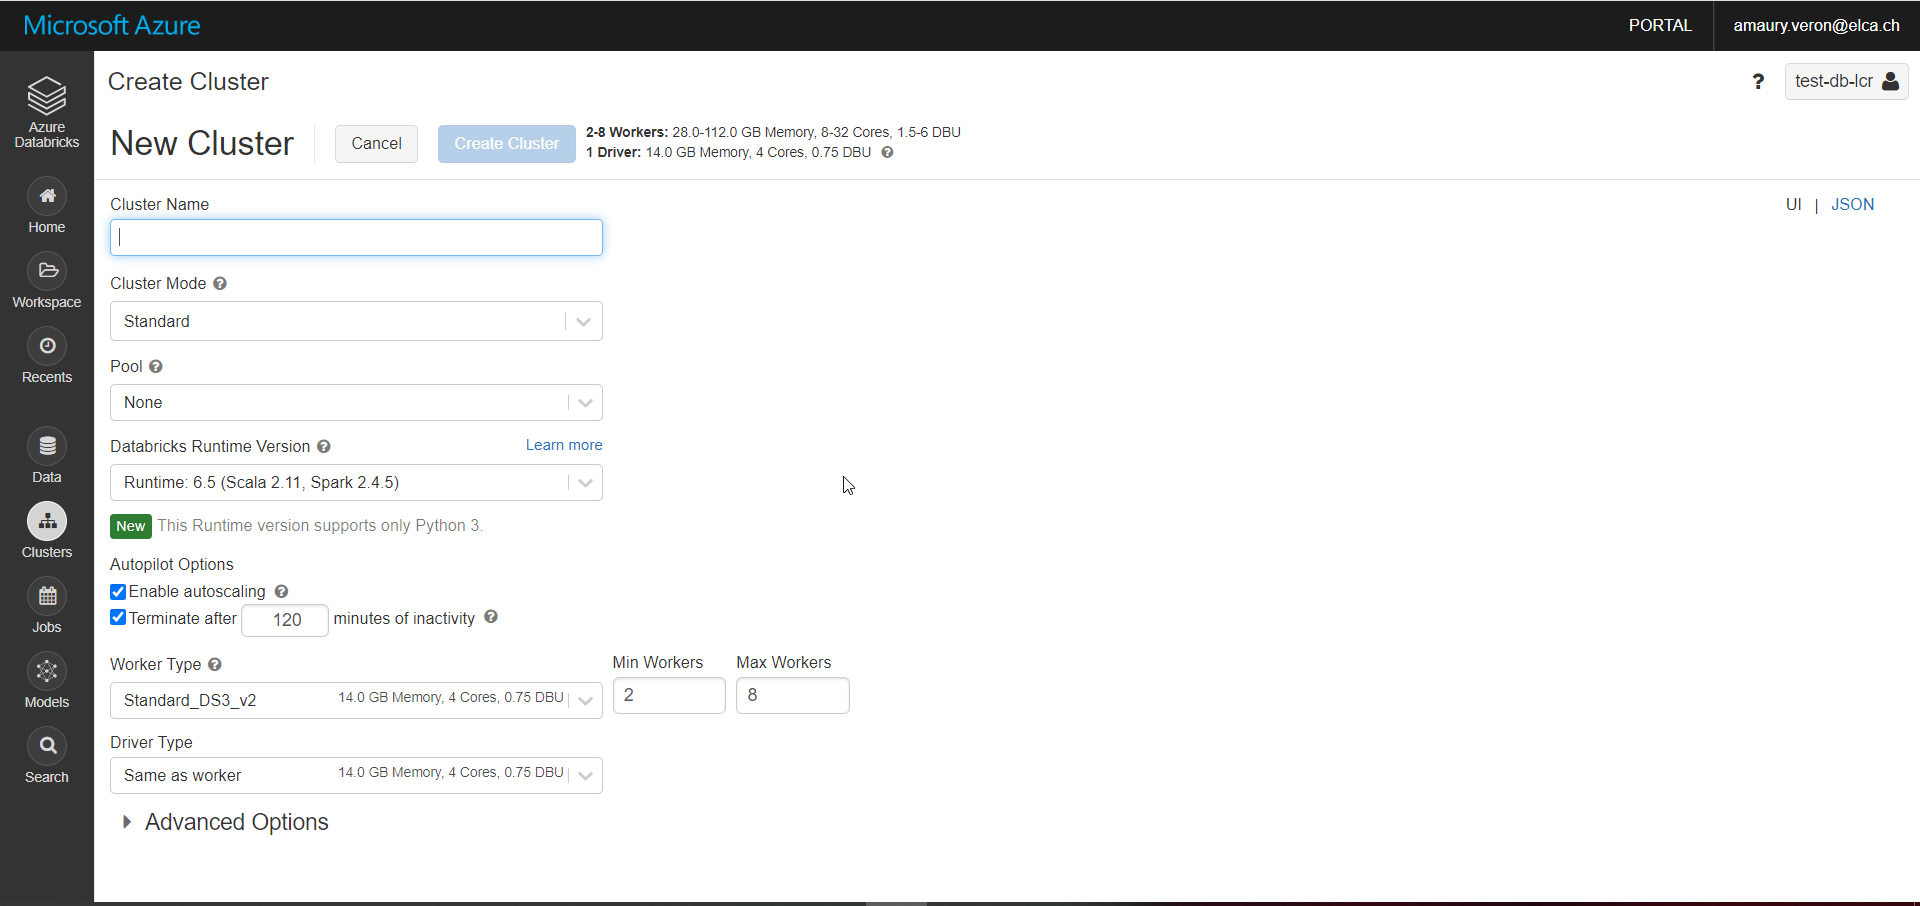 Microsoft Azure
PORTAL
amaury.veron@elca.ch
Azure
Databricks
Home
Workspace
Recents
Data
Clusters
Jobs
Models
Search
Create Cluster
?
test-db-lcr
New Cluster
Cancel
Create Cluster
2-8 Workers: 28.0-112.0 GB Memory, 8-32 Cores, 1.5-6 DBU
1 Driver: 14.0 GB Memory, 4 Cores, 0.75 DBU ?
UI | JSON
Cluster Name
Cluster Mode ?
Standard
Pool ?
None
Databricks Runtime Version ?
Learn more
Runtime: 6.5 (Scala 2.11, Spark 2.4.5)
New This Runtime version supports only Python 3.
Autopilot Options
Enable autoscaling ?
Terminate after 120 minutes of inactivity ?
Worker Type ?
Min Workers
Max Workers
Standard_DS3_v2
14.0 GB Memory, 4 Cores, 0.75 DBU
2
8
Driver Type
Same as worker
14.0 GB Memory, 4 Cores, 0.75 DBU
Advanced Options